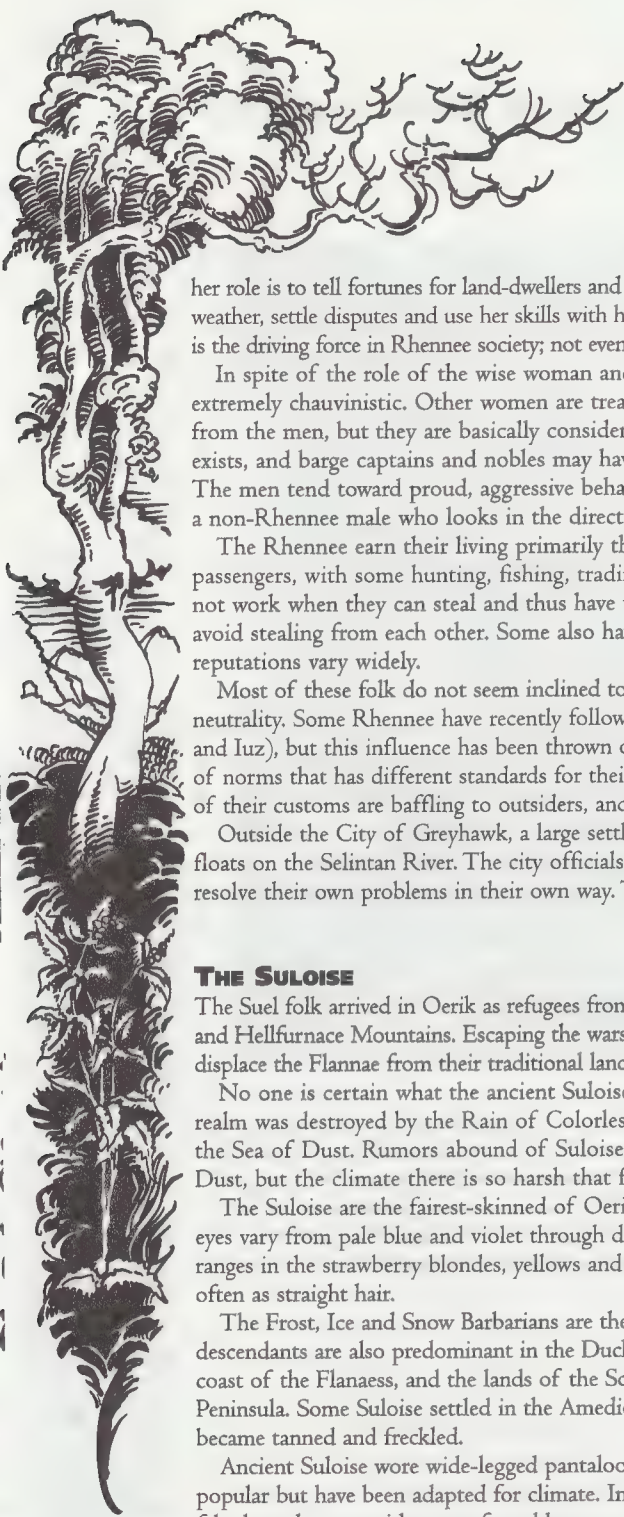 her role is to tell fortunes for land-dwellers and
weather, settle disputes and use her skills with h
is the driving force in Rhennee society; not even
In spite of the role of the wise woman and
extremely chauvinistic. Other women are trea
from the men, but they are basically consider
exists, and barge captains and nobles may hav
The men tend toward proud, aggressive beha
a non-Rhennee male who looks in the direct
The Rhennee earn their living primarily th
passengers, with some hunting, fishing, tradi
not work when they can steal and thus have
avoid stealing from each other. Some also ha
reputations vary widely.
Most of these folk do not seem inclined to
neutrality. Some Rhennee have recently follow
and Iuz), but this influence has been thrown o
of norms that has different standards for thei
of their customs are baffling to outsiders, and
Outside the City of Greyhawk, a large settl
floats on the Selintan River. The city officials
resolve their own problems in their own way.
THE SULOISE
The Suel folk arrived in Oerik as refugees from
and Hellfurnace Mountains. Escaping the wars
displace the Flannae from their traditional land
No one is certain what the ancient Suloise
realm was destroyed by the Rain of Colorles
the Sea of Dust. Rumors abound of Suloise
Dust, but the climate there is so harsh that f
The Suloise are the fairest-skinned of Oeri
eyes vary from pale blue and violet through d
ranges in the strawberry blondes, yellows and
often as straight hair.
The Frost, Ice and Snow Barbarians are the
descendants are also predominant in the Ducl
coast of the Flanaess, and the lands of the Sc
Peninsula. Some Suloise settled in the Amedi
became tanned and freckled.
Ancient Suloise wore wide-legged pantaloo
popular but have been adapted for climate. In